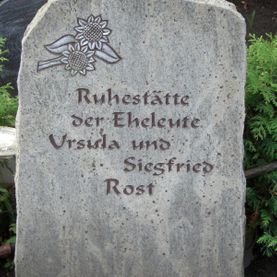 Ruhestätte
der Eheleute
Ursula und
Siegfried
Rost